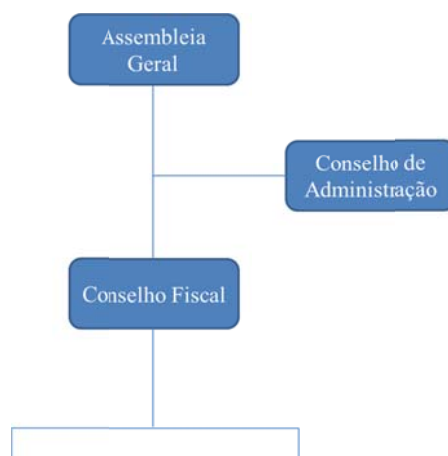 Assembleia
Geral
Conselho de
Administração
Conselho Fiscal